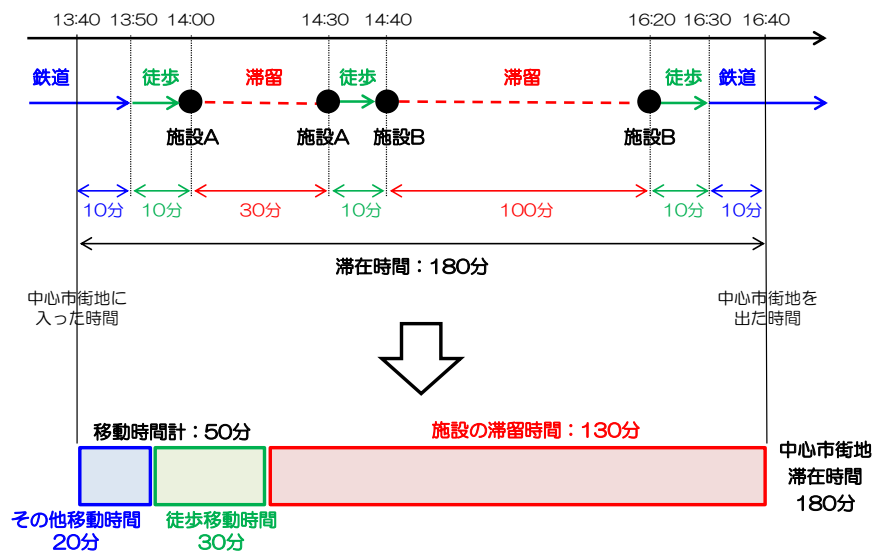 13:40 13:50 14:00 14:30 14:40 16:20 16:30 16:40
鉄道 徒歩 滞留 徒歩 滞留 徒歩 鉄道
施設A 施設A 施設B 施設B
10分 10分 30分 10分 100分 10分 10分
滞在時間：180分
中心市街地に
入った時間
中心市街地を
出た時間
移動時間計：50分
施設の滞留時間：130分
中心市街地
滞在時間
180分
その他移動時間
20分
徒歩移動時間
30分